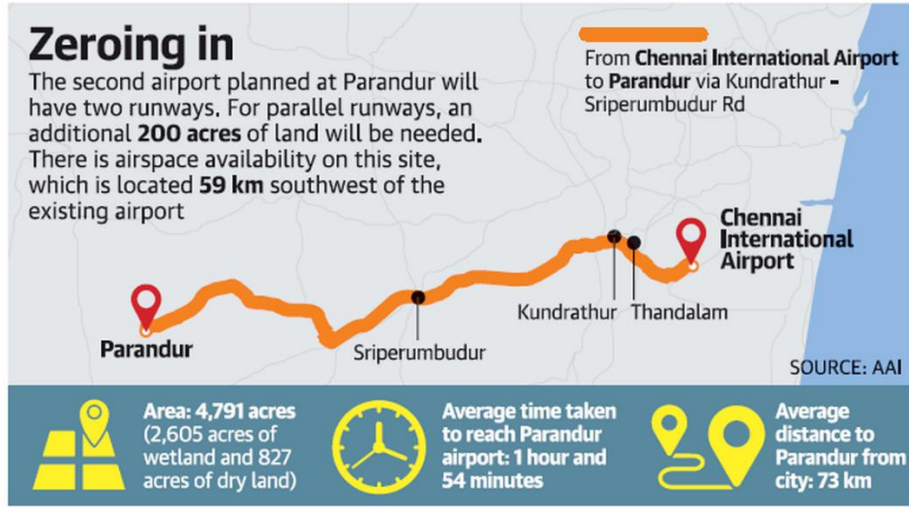 Zeroing in
The second airport planned at Parandur will
have two runways. For parallel runways, an
additional 200 acres of land will be needed.
There is airspace availability on this site,
which is located 59 km southwest of the
existing airport
From Chennai International Airport
to Parandur via Kundrathur –
Sriperumbudur Rd
Chennai
International
Airport
Kundrathur
Thandalam
Sriperumbudur
Parandur
SOURCE: AAI
Area: 4,791 acres
(2,605 acres of
wetland and 827
acres of dry land)
Average time taken
to reach Parandur
airport: 1 hour and
54 minutes
Average
distance to
Parandur from
city: 73 km